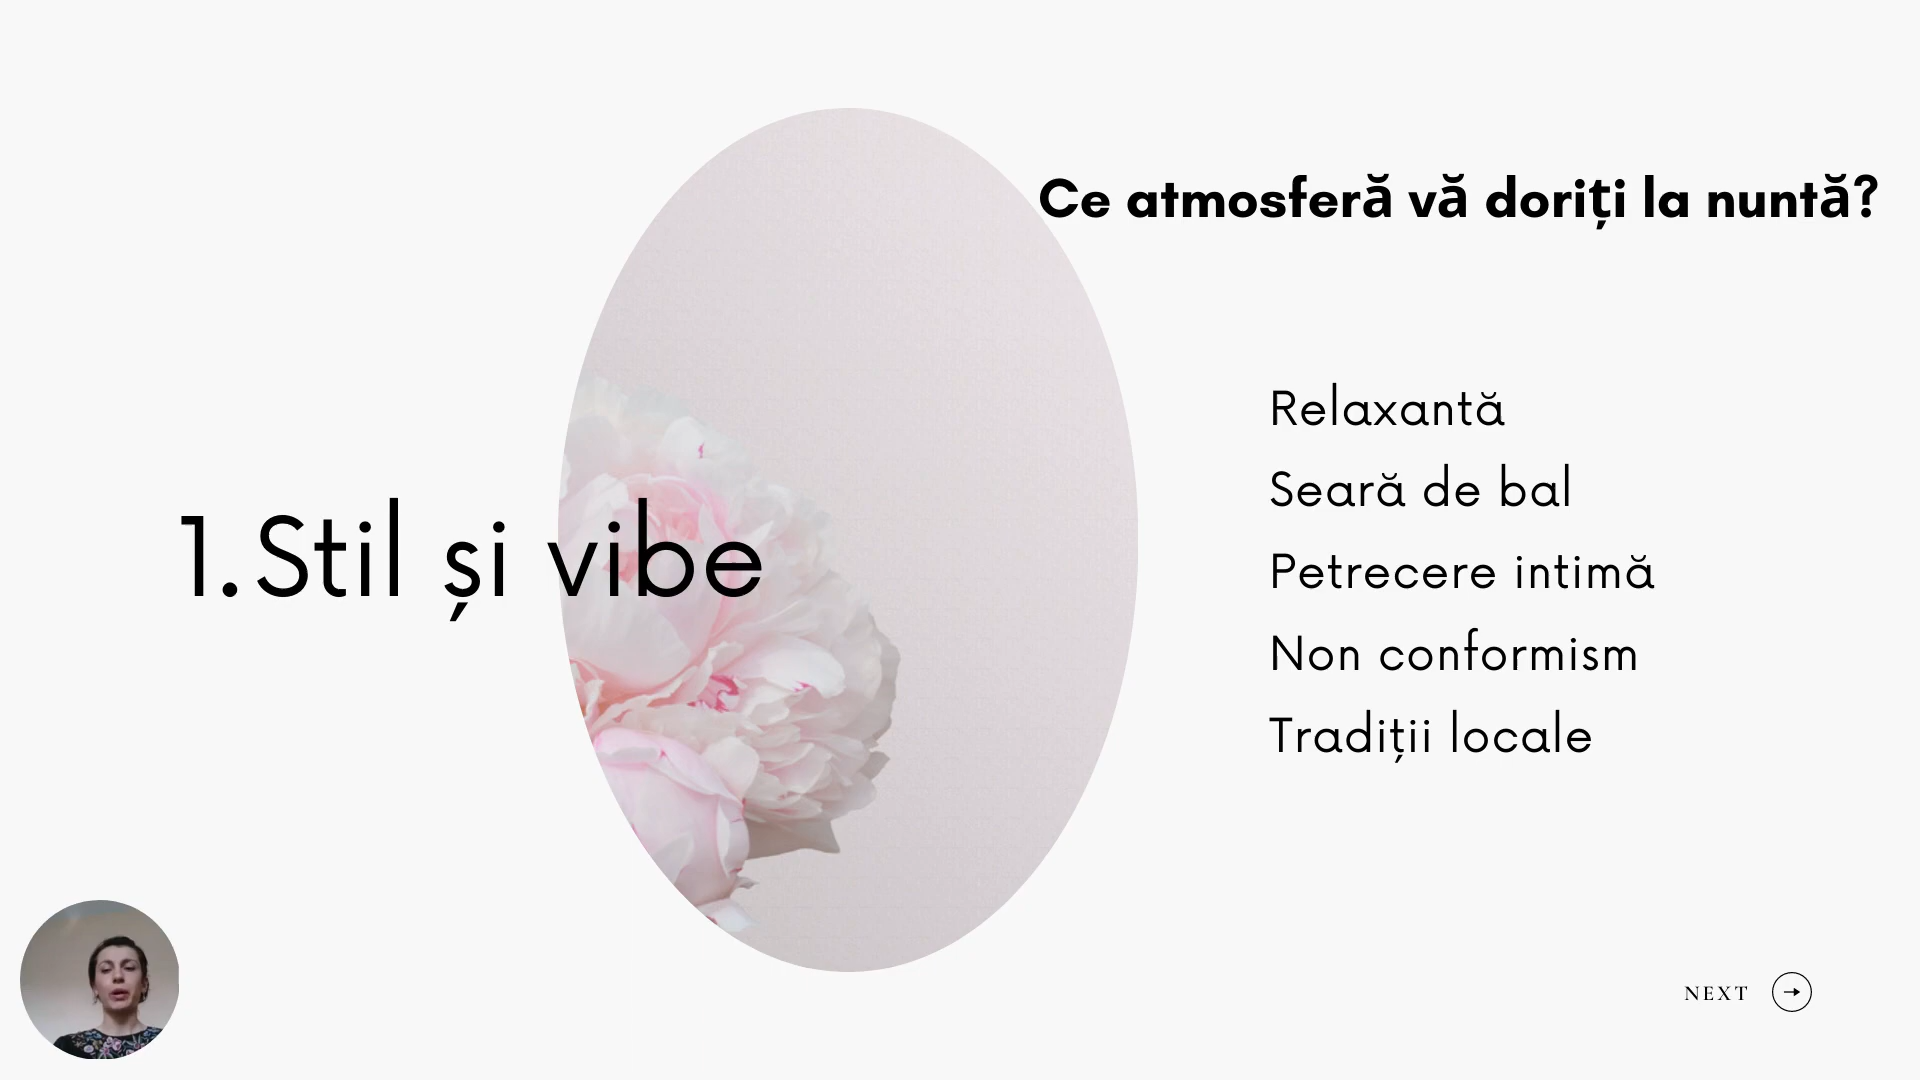 Ce atmosferă vă doriți la nuntă?
1. Stil și vibe
Relaxantă
Seară de bal
Petrecere intimă
Non conformism
Tradiții locale
NEXT